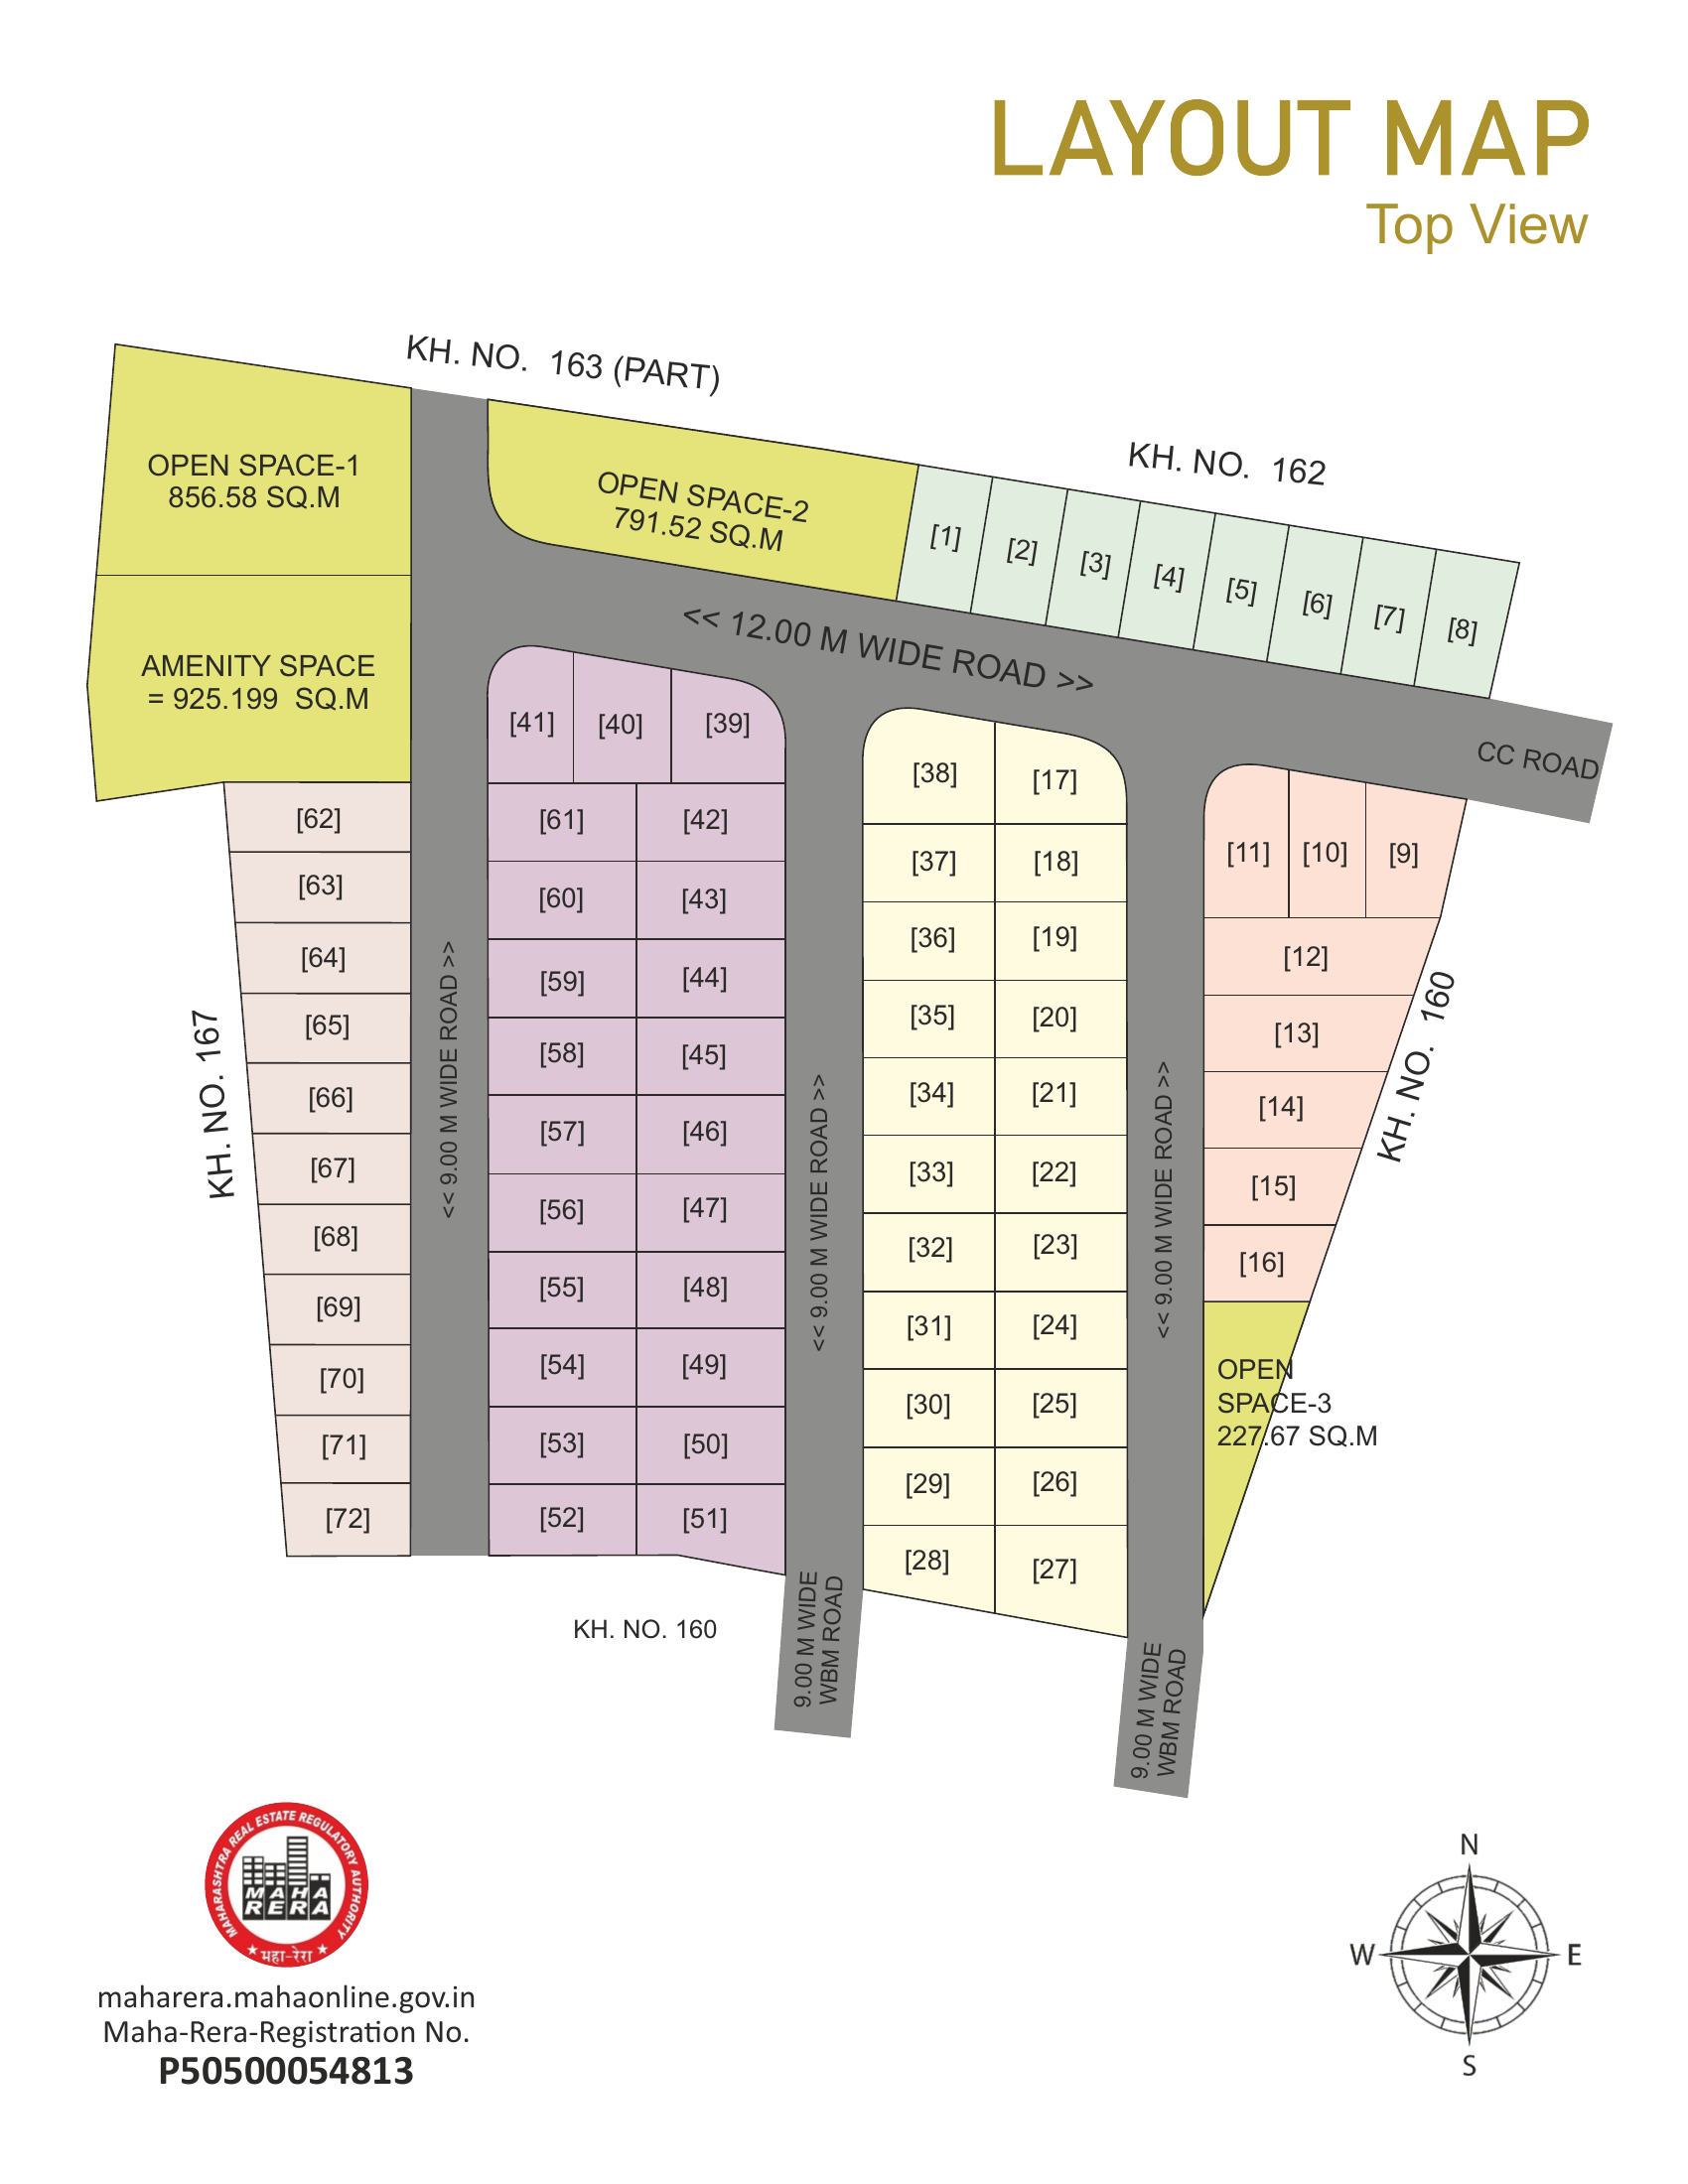 LAYOUT MAP
Top View
KH. NO. 163 (PART)
KH. NO. 162
OPEN SPACE-1
856.58 SQ.M
OPEN SPACE-2
791.52 SQ.M
[1] [2] [3] [4] [5] [6] [7] [8]
<< 12.00 M WIDE ROAD >>
CC ROAD
AMENITY SPACE
= 925.199 SQ.M
[41] [40] [39]
[38] [17]
[11] [10] [9]
[62] [61] [42] [37] [18]
[63] [60] [43] [36] [19] [12]
[64] [59] [44] [35] [20] [13]
[65] [58] [45] [34] [21] [14]
[66] [57] [46] [33] [22] [15]
[67] [56] [47] [32] [23] [16]
[68] [55] [48] [31] [24]
[69] [54] [49] [30] [25]
[70] [53] [50] [29] [26]
[71] [52] [51] [28] [27]
[72]
KH. NO. 167
<< 9.00 M WIDE ROAD >>
<< 9.00 M WIDE ROAD >>
<< 9.00 M WIDE ROAD >>
KH. NO. 160
OPEN
SPACE-3
227.67 SQ.M
KH. NO. 160
9.00 M WIDE
WBM ROAD
9.00 M WIDE
WBM ROAD
MAHARASHTRA REAL ESTATE REGULATORY AUTHORITY
MAHA
RERA
महा-रेरा
maharera.mahaonline.gov.in
Maha-Rera-Registration No.
P50500054813
N
W E
S